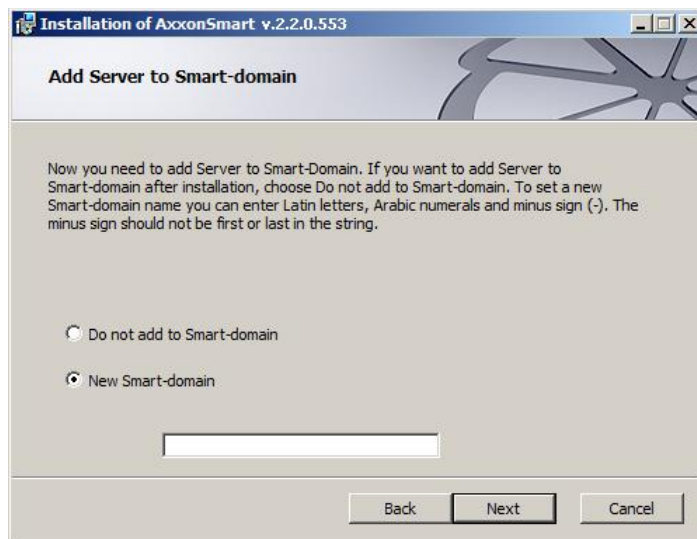 Installation of AxxonSmart v.2.2.0.553
Add Server to Smart-domain
Now you need to add Server to Smart-Domain. If you want to add Server to
Smart-domain after installation, choose Do not add to Smart-domain. To set a new
Smart-domain name you can enter Latin letters, Arabic numerals and minus sign (-). The
minus sign should not be first or last in the string.
Do not add to Smart-domain
New Smart-domain
Back Next Cancel